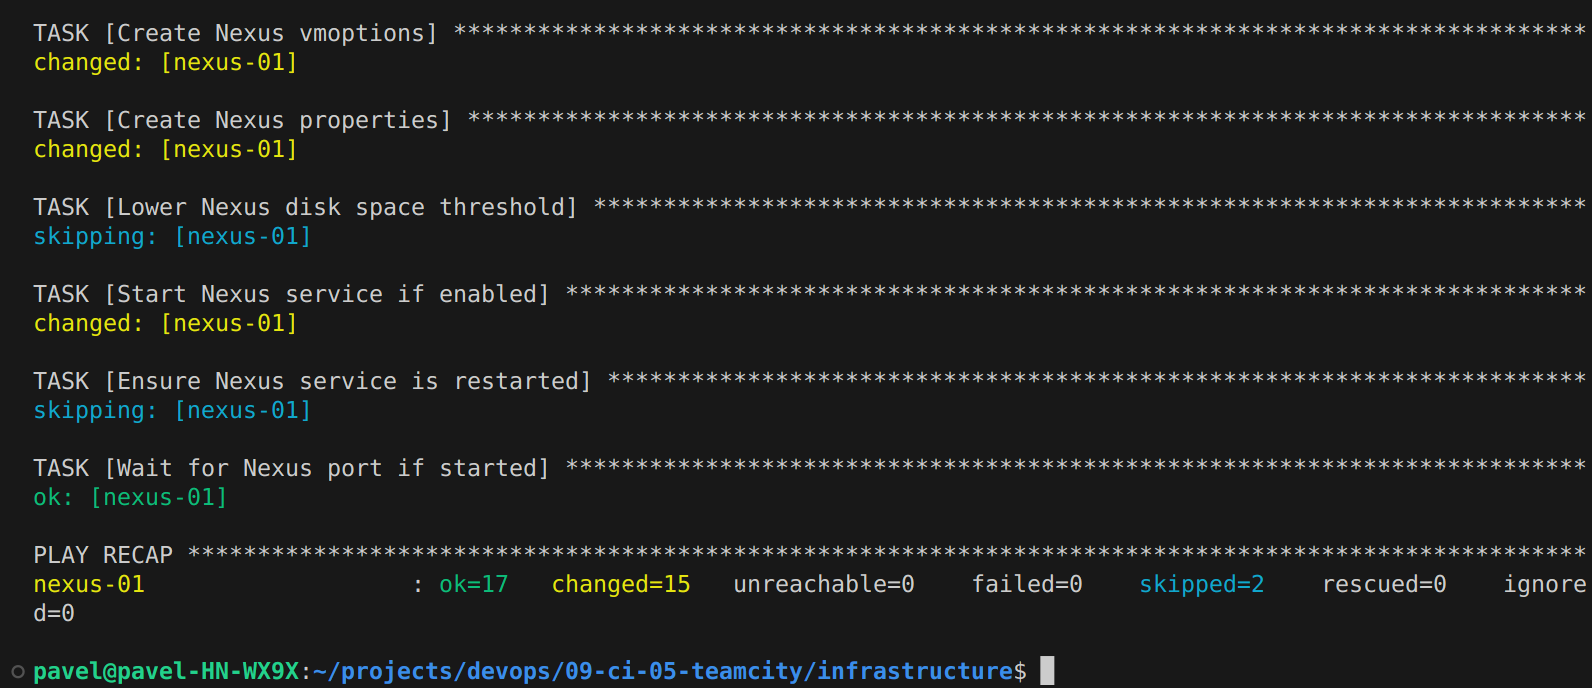 TASK [Create Nexus vmoptions] *********************************************************************************
changed: [nexus-01]
TASK [Create Nexus properties] ********************************************************************************
changed: [nexus-01]
TASK [Lower Nexus disk space threshold] ***********************************************************************
skipping: [nexus-01]
TASK [Start Nexus service if enabled] *************************************************************************
changed: [nexus-01]
TASK [Ensure Nexus service is restarted] **********************************************************************
skipping: [nexus-01]
TASK [Wait for Nexus port if started] *************************************************************************
ok: [nexus-01]
PLAY RECAP ****************************************************************************************************
nexus-01                   : ok=17   changed=15   unreachable=0    failed=0    skipped=2    rescued=0    ignore
d=0
pavel@pavel-HN-WX9X:~/projects/devops/09-ci-05-teamcity/infrastructure$